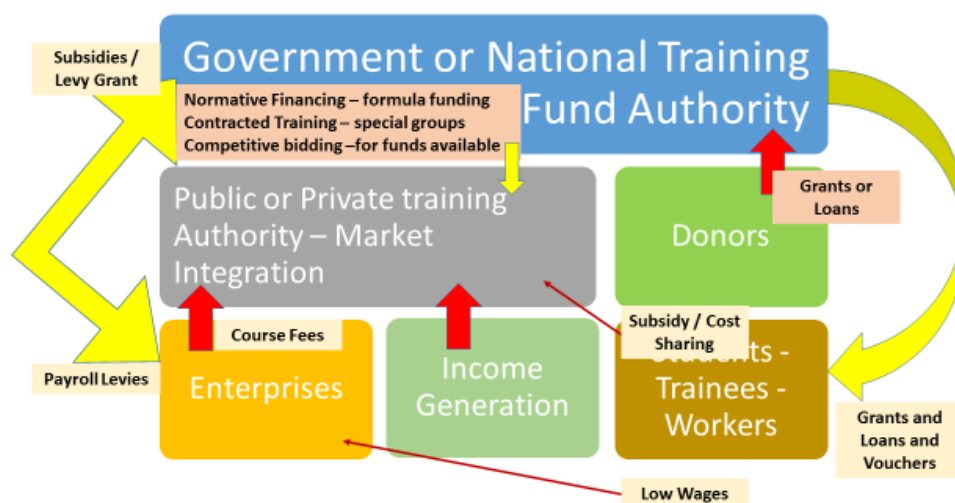 Subsidies /
Levy Grant
Government or National Training
Fund Authority
Normative Financing – formula funding
Contracted Training – special groups
Competitive bidding –for funds available
Public or Private training
Authority – Market
Integration
Grants or
Loans
Donors
Course Fees
Subsidy / Cost
Sharing
Payroll Levies
Enterprises
Income
Generation
Students -
Trainees -
Workers
Grants and
Loans and
Vouchers
Low Wages